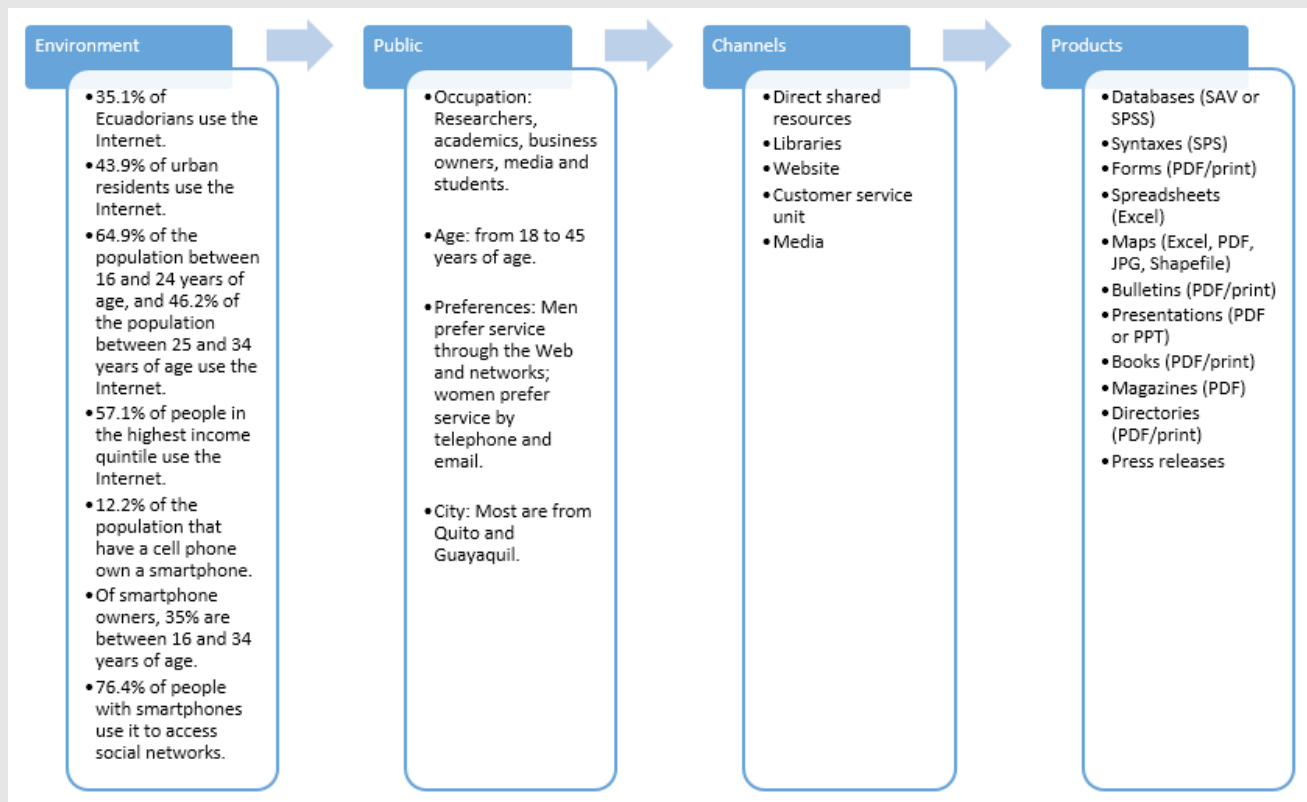 Environment
•35.1% of
Ecuadorians use the
Internet.
•43.9% of urban
residents use the
Internet.
•64.9% of the
population between
16 and 24 years of
age, and 46.2% of
the population
between 25 and 34
years of age use the
Internet.
•57.1% of people in
the highest income
quintile use the
Internet.
•12.2% of the
population that
have a cell phone
own a smartphone.
•Of smartphone
owners, 35% are
between 16 and 34
years of age.
•76.4% of people
with smartphones
use it to access
social networks.
Public
•Occupation:
Researchers,
academics, business
owners, media and
students.
•Age: from 18 to 45
years of age.
•Preferences: Men
prefer service
through the Web
and networks;
women prefer
service by
telephone and
email.
•City: Most are from
Quito and
Guayaquil.
Channels
•Direct shared
resources
•Libraries
•Website
•Customer service
unit
•Media
Products
•Databases (SAV or
SPSS)
•Syntaxes (SPS)
•Forms (PDF/print)
•Spreadsheets
(Excel)
•Maps (Excel, PDF,
JPG, Shapefile)
•Bulletins (PDF/print)
•Presentations (PDF
or PPT)
•Books (PDF/print)
•Magazines (PDF)
•Directories
(PDF/print)
•Press releases